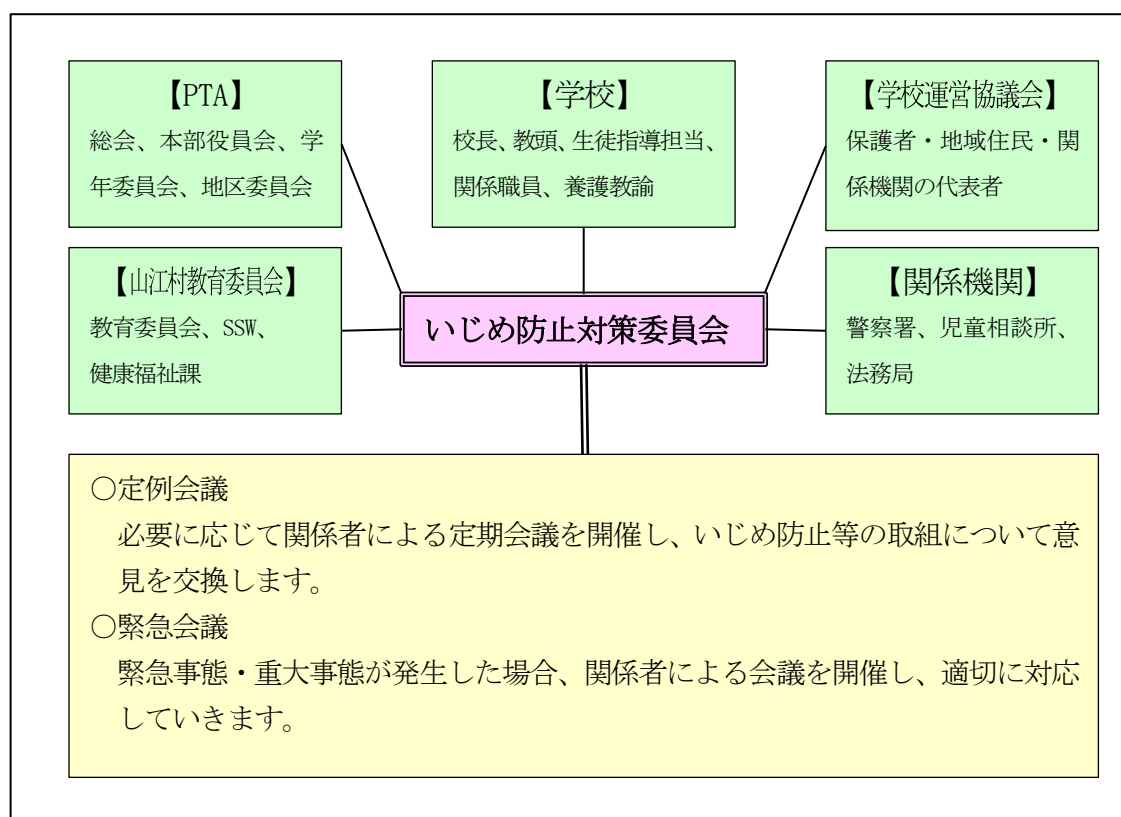 【PTA】
総会、本部役員会、学
年委員会、地区委員会
【学校】
校長、教頭、生徒指導担当、
関係職員、養護教諭
【学校運営協議会】
保護者・地域住民・関
係機関の代表者
【山江村教育委員会】
教育委員会、SSW、
健康福祉課
いじめ防止対策委員会
【関係機関】
警察署、児童相談所、
法務局
○定例会議
必要に応じて関係者による定期会議を開催し、いじめ防止等の取組について意
見を交換します。
○緊急会議
緊急事態・重大事態が発生した場合、関係者による会議を開催し、適切に対応
していきます。